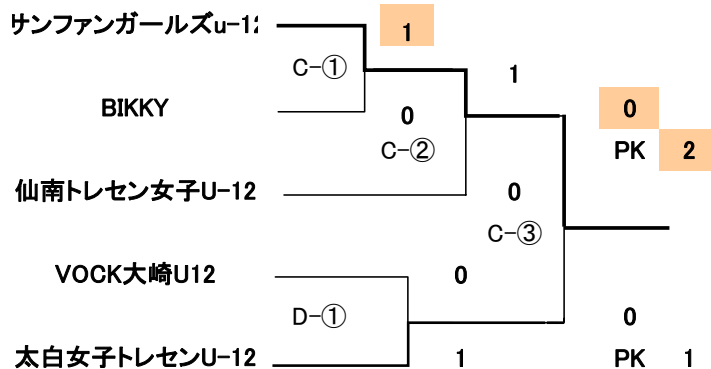 サンファンガールズu-12
1
C-①
1
BIKKY
0
0
C-②
PK 2
仙南トレセン女子U-12
0
C-③
VOCK大崎U12
0
D-①
0
太白女子トレセンU-12
1
PK 1